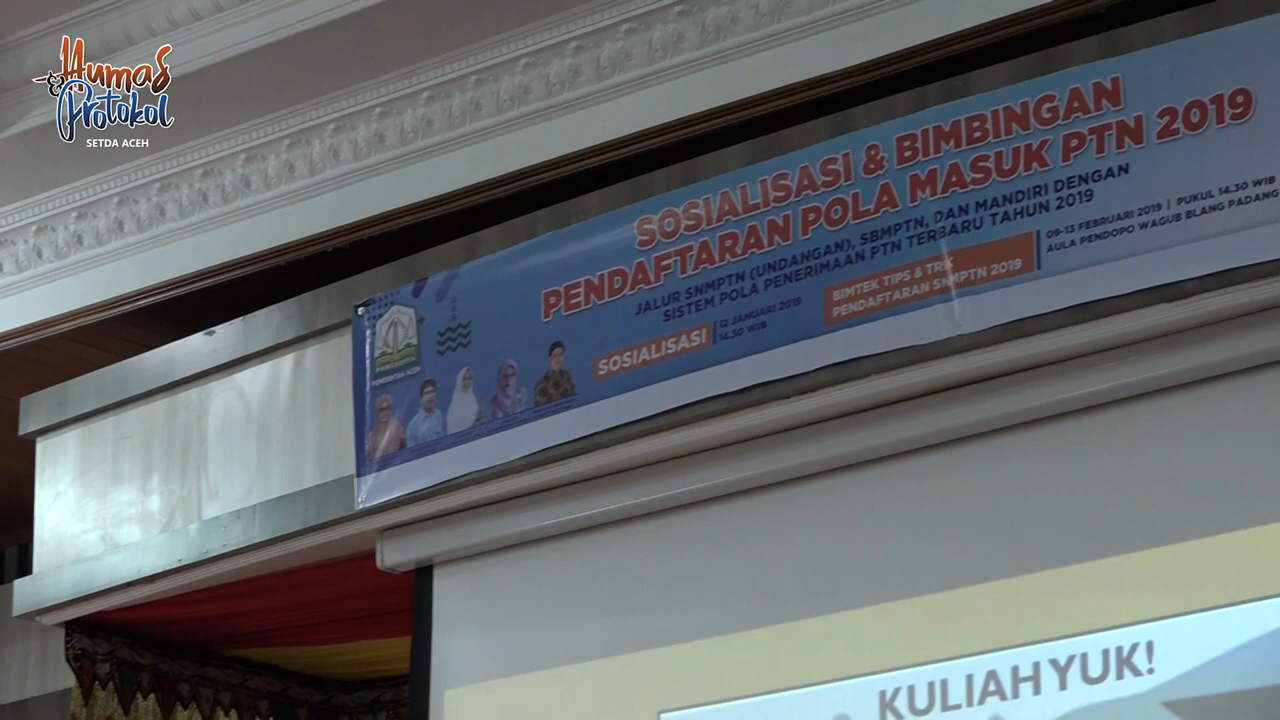 Humas
& Protokol
SETDA ACEH
SOSIALISASI & BIMBINGAN
PENDAFTARAN POLA MASUK PTN 2019
JALUR SNMPTN (UNDANGAN), SBMPTN, DAN MANDIRI DENGAN
SISTEM POLA PENERIMAAN PTN TERBARU TAHUN 2019
PEMERINTAH ACEH
SOSIALISASI
12 JANUARI 2019
14.30 WIB
BIMTEK TIPS & TRIK
PENDAFTARAN SNMPTN 2019
09-13 FEBRUARI 2019 | PUKUL 14.30 WIB
AULA PENDOPO WAGUB BLANG PADANG
KULIAH YUK!